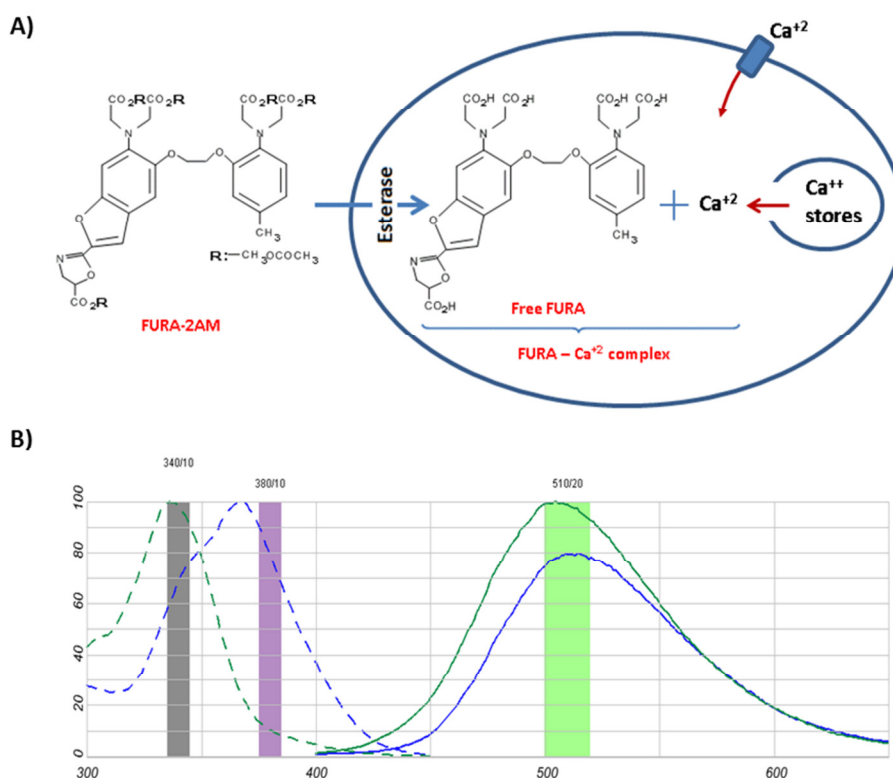 A)
Ca+2
CO₂R CO₂R CO₂R CO₂R
N N
O O
O
CH₃
N
O
R:—CH₃OCOCH₃
CO₂R
FURA-2AM
Esterase
CO₂H CO₂H CO₂H CO₂H
N N
O O
O
CH₃
N
O
CO₂H
+ Ca+2
Ca++
stores
Free FURA
FURA – Ca+2 complex
B)
340/10 380/10 510/20
100
80
60
40
20
0
300 400 500 600